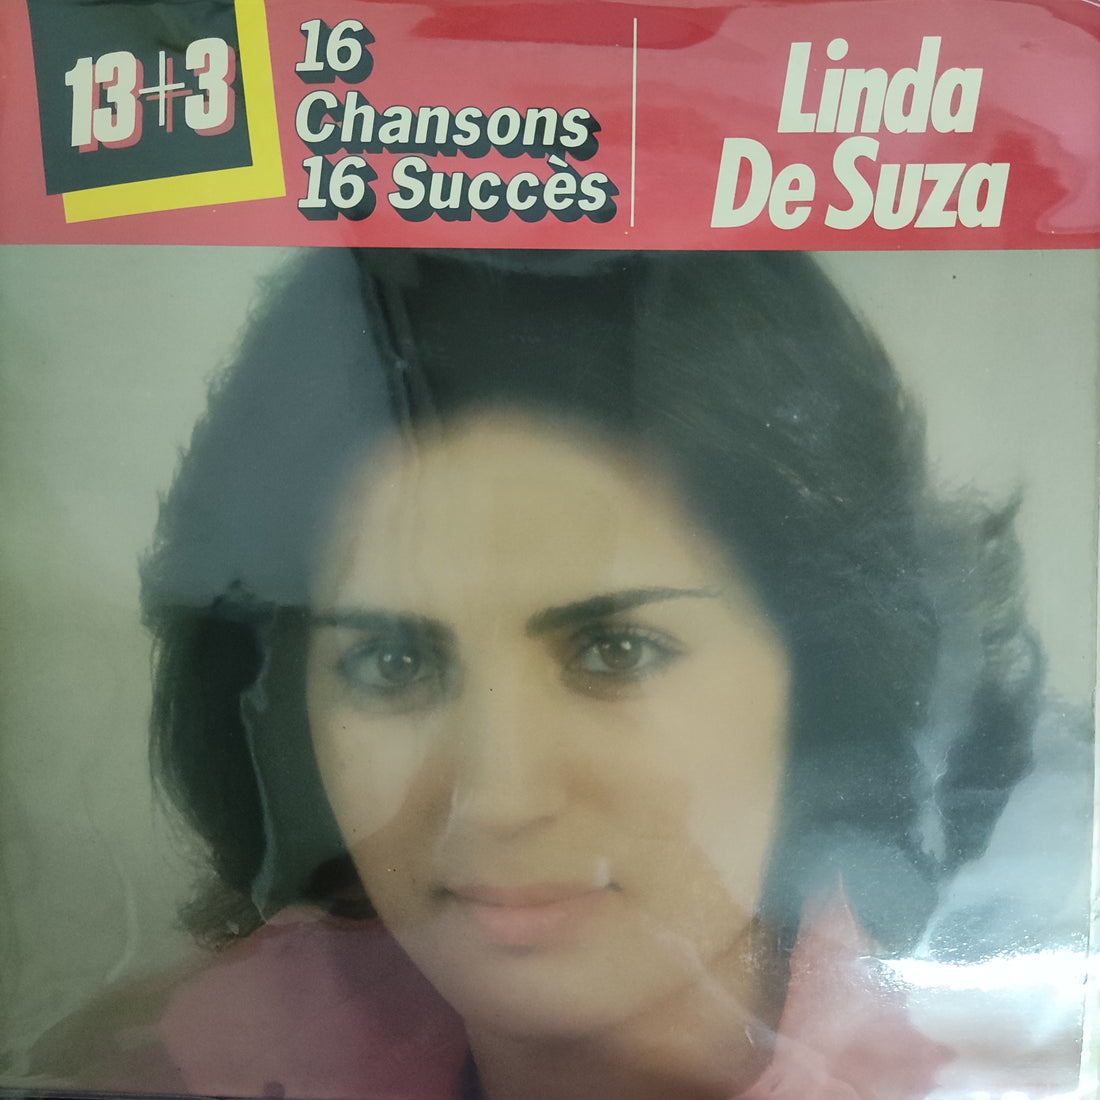 13+3
16
Chansons
16 Succès
Linda
De Suza